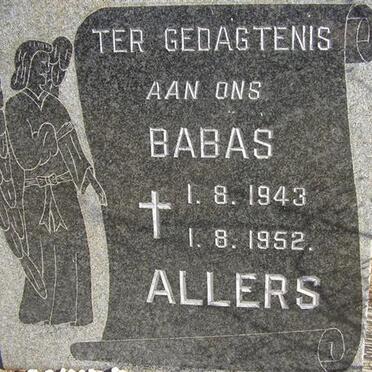 TER GEDAGTENIS
AAN ONS
BABAS
1. 8. 1943
1. 8. 1952.
ALLERS